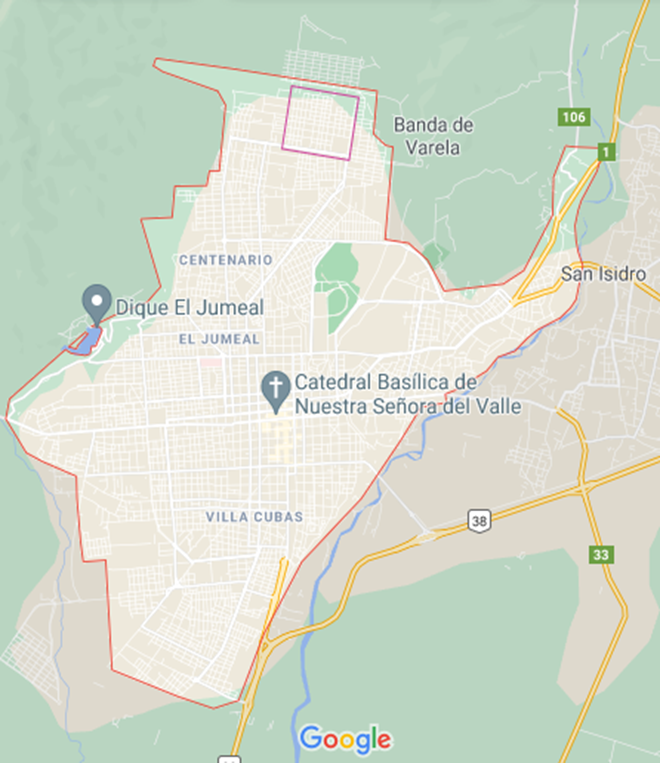 106
Banda de
Varela
1
CENTENARIO
San Isidro
Dique El Jumeal
EL JUMEAL
Catedral Basílica de
Nuestra Señora del Valle
VILLA CUBAS
38
33
Google